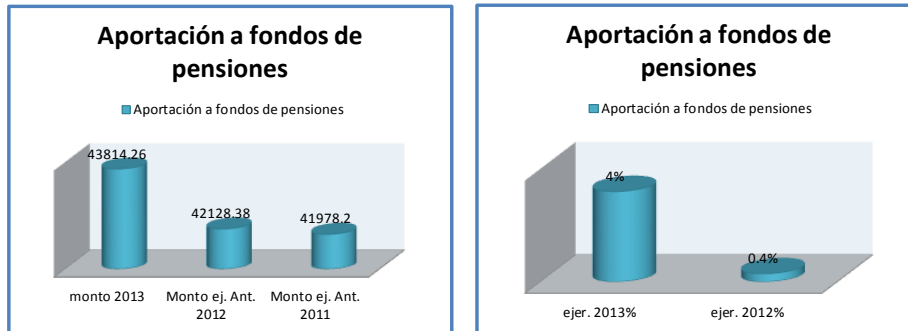 Aportación a fondos de
pensiones
Aportación a fondos de pensiones
43814.26
42128.38
41978.2
monto 2013
Monto ej. Ant.
2012
Monto ej. Ant.
2011
Aportación a fondos de
pensiones
Aportación a fondos de pensiones
4%
0.4%
ejer. 2013%
ejer. 2012%